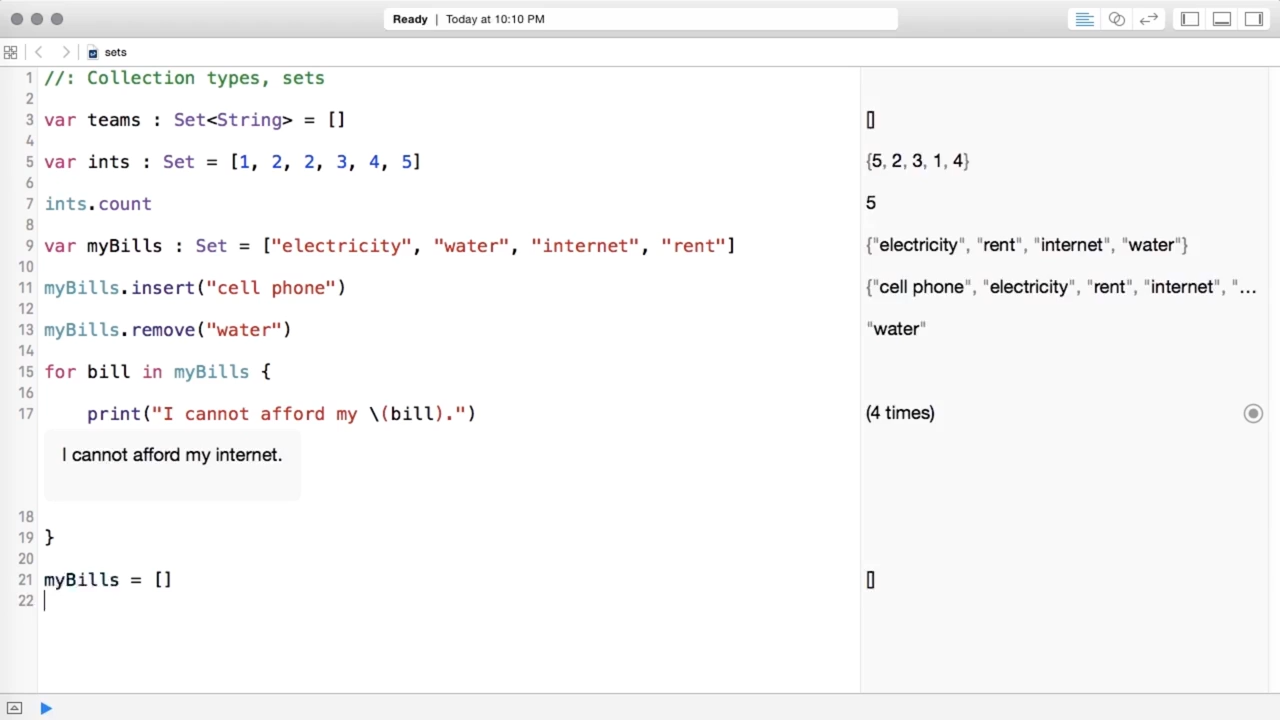 Ready | Today at 10:10 PM
sets
1 //: Collection types, sets
2
3 var teams : Set<String> = [] []
4
5 var ints : Set = [1, 2, 2, 3, 4, 5] {5, 2, 3, 1, 4}
6
7 ints.count 5
8
9 var myBills : Set = ["electricity", "water", "internet", "rent"] {"electricity", "rent", "internet", "water"}
10
11 myBills.insert("cell phone") {"cell phone", "electricity", "rent", "internet", "...
12
13 myBills.remove("water") "water"
14
15 for bill in myBills {
16
17 print("I cannot afford my \(bill).") (4 times)
I cannot afford my internet.
18
19 }
20
21 myBills = [] []
22